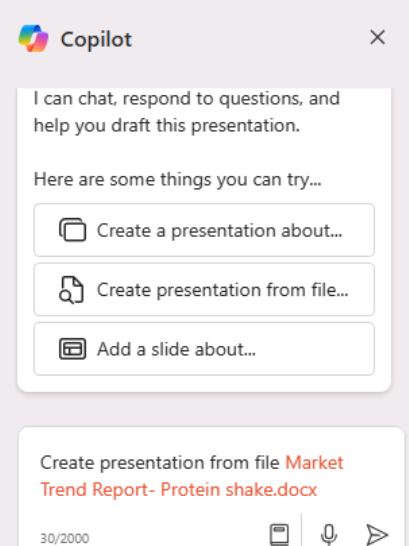 Copilot
I can chat, respond to questions, and
help you draft this presentation.
Here are some things you can try...
Create a presentation about...
Create presentation from file...
Add a slide about...
Create presentation from file Market
Trend Report- Protein shake.docx
30/2000